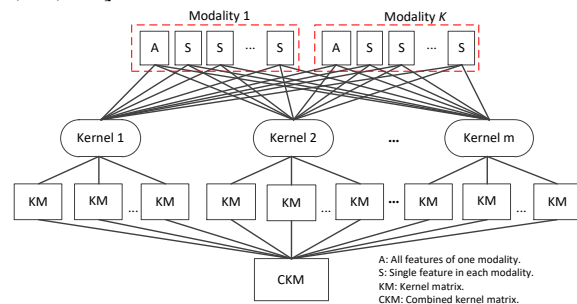 Modality 1 Modality K
A S S ... S A S S ... S
Kernel 1 Kernel 2 ... Kernel m
KM KM ... KM KM KM ... KM ... KM KM ... KM
A: All features of one modality.
S: Single feature in each modality.
KM: Kernel matrix.
CKM: Combined kernel matrix.
CKM